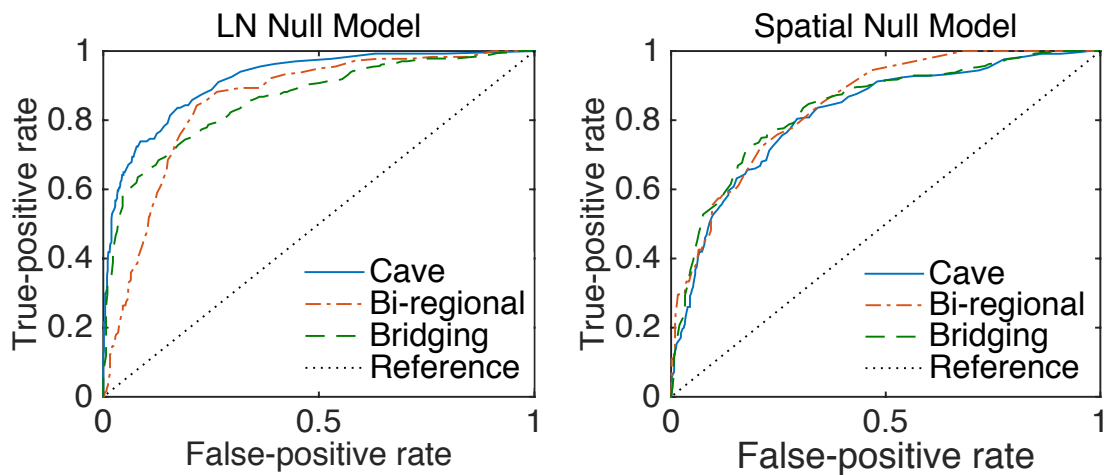 LN Null Model
True-positive rate
1
0.8
0.6
0.4
0.2
0
0
0.5
1
False-positive rate
Cave
Bi-regional
Bridging
Reference
Spatial Null Model
True-positive rate
1
0.8
0.6
0.4
0.2
0
0
0.5
1
False-positive rate
Cave
Bi-regional
Bridging
Reference